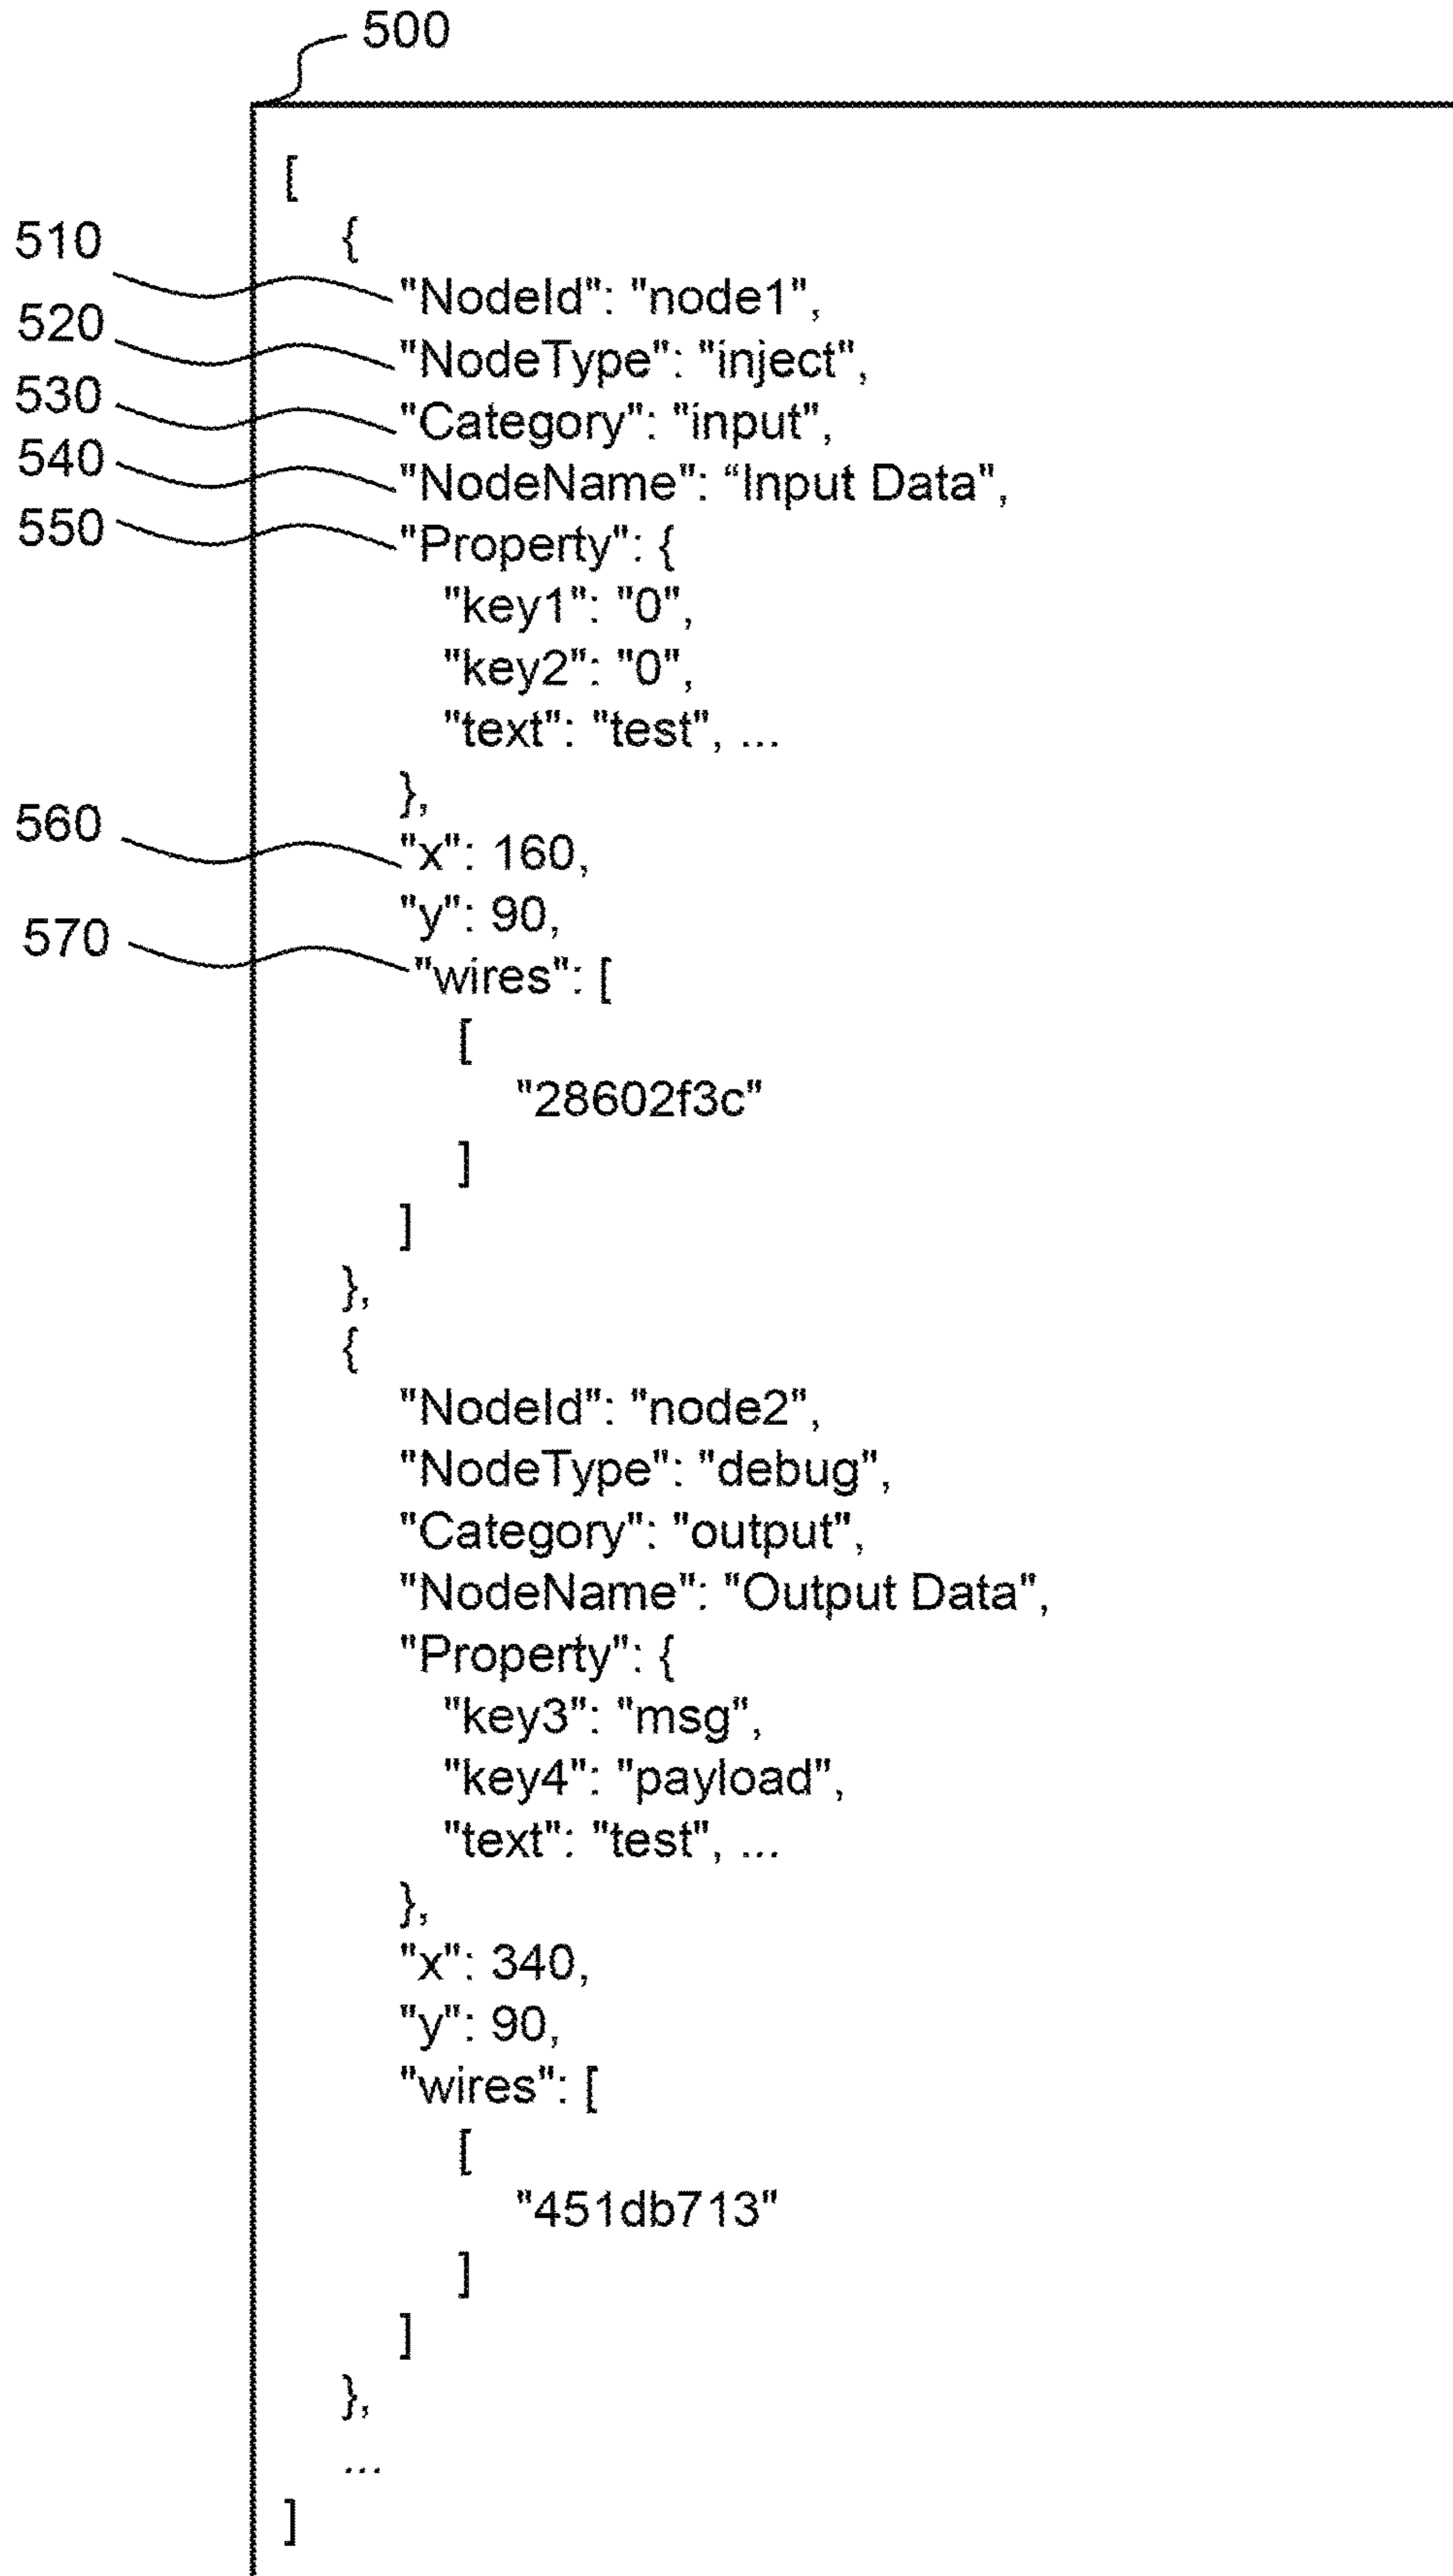 500
[
{
510
"NodeId": "node1",
520
"NodeType": "inject",
530
"Category": "input",
540
"NodeName": “Input Data",
550
"Property": {
"key1": "0",
"key2": "0",
"text": "test", ...
},
560
"x": 160,
"y": 90,
570
"wires": [
[
"28602f3c"
]
]
},
{
"NodeId": "node2",
"NodeType": "debug",
"Category": "output",
"NodeName": "Output Data",
"Property": {
"key3": "msg",
"key4": "payload",
"text": "test", ...
},
"x": 340,
"y": 90,
"wires": [
[
"451db713"
]
]
},
...
]